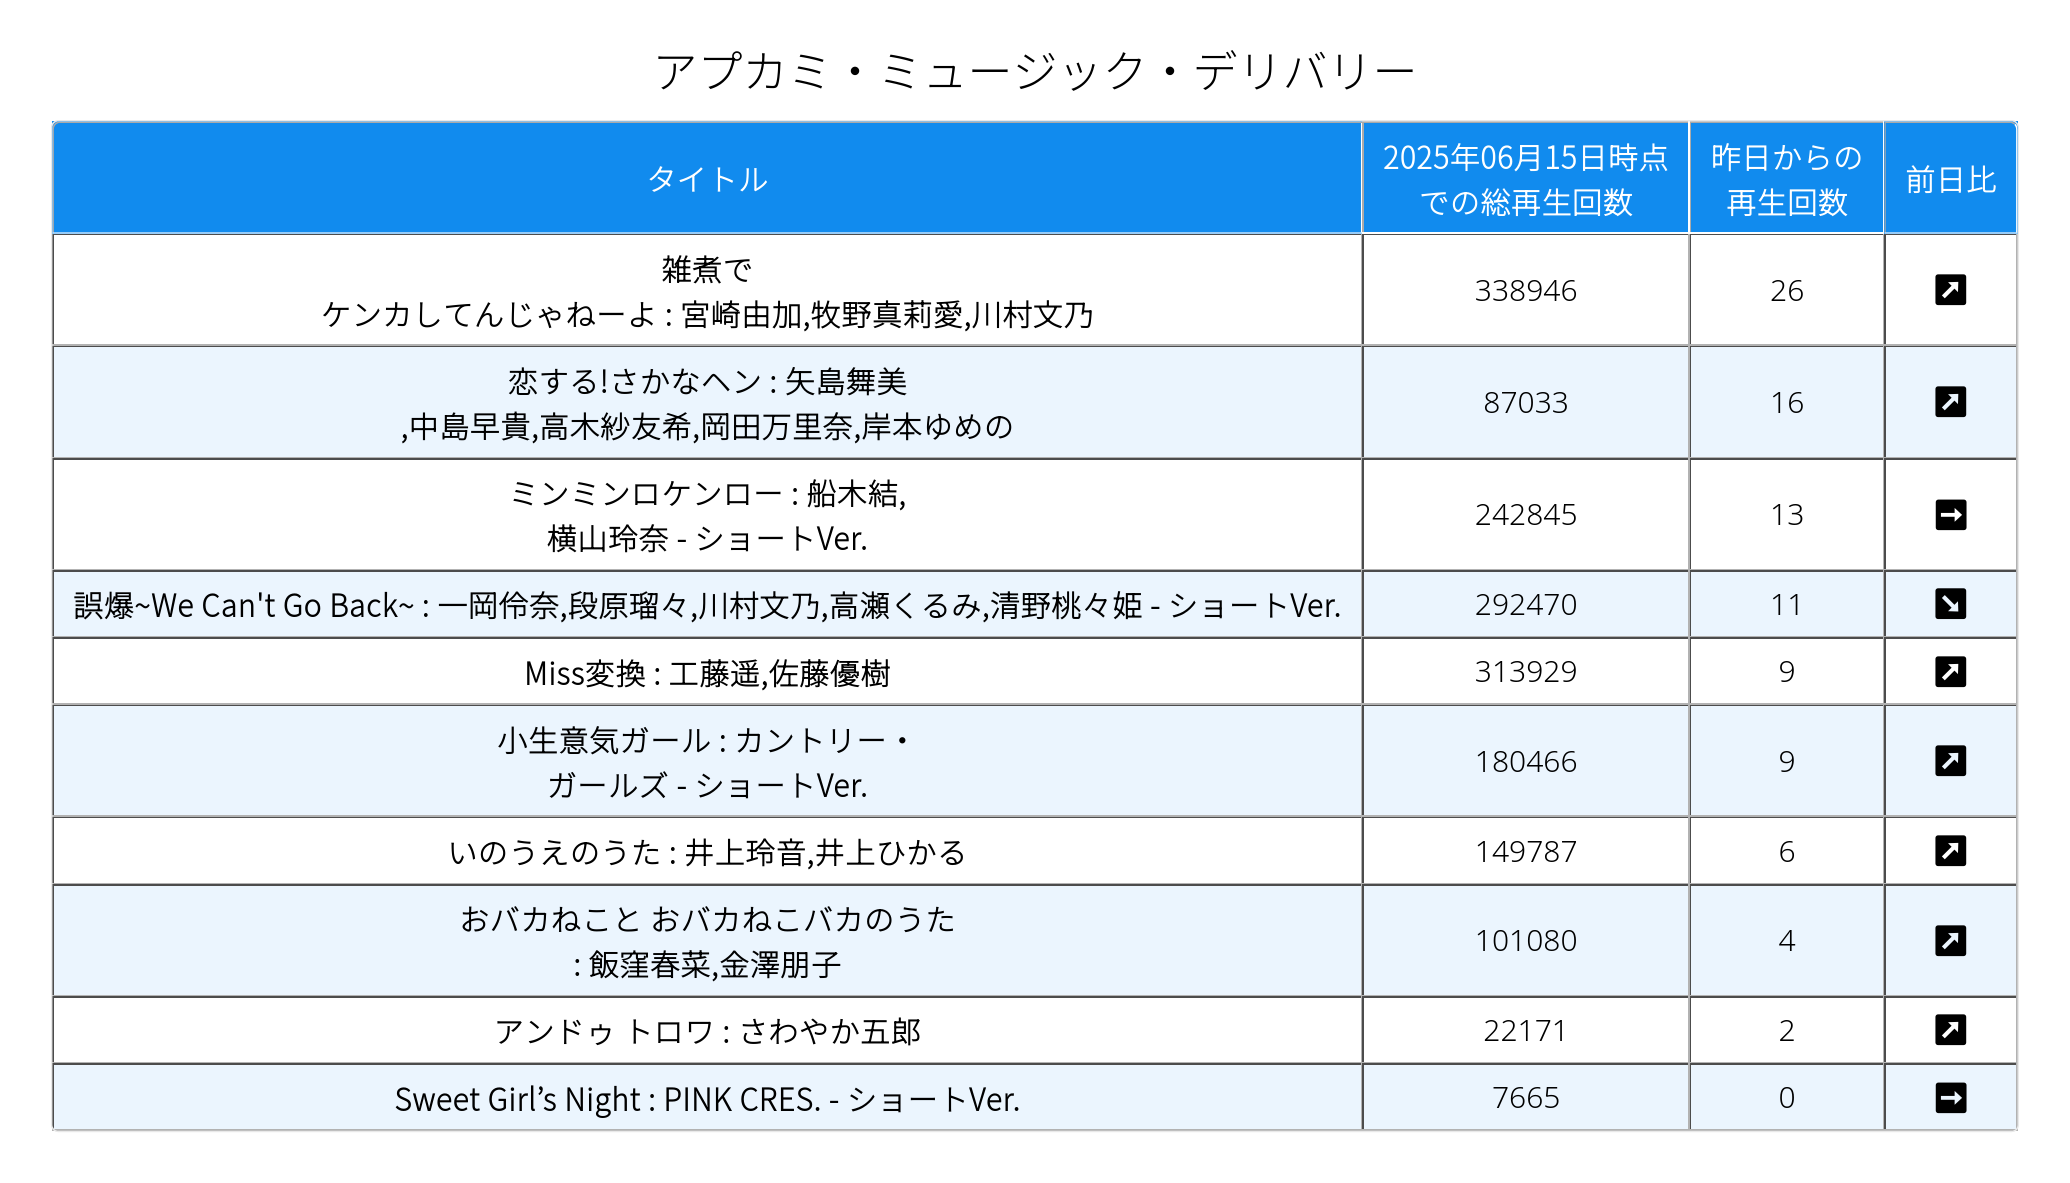 アプカミ・ミュージック・デリバリー
タイトル
2025年06月15日時点
での総再生回数
昨日からの
再生回数
前日比
雑煮で
ケンカしてんじゃねーよ : 宮崎由加,牧野真莉愛,川村文乃
338946
26
恋する!さかなヘン : 矢島舞美
,中島早貴,高木紗友希,岡田万里奈,岸本ゆめの
87033
16
ミンミンロケンロー : 船木結,
横山玲奈 - ショートVer.
242845
13
誤爆~We Can't Go Back~ : 一岡伶奈,段原瑠々,川村文乃,高瀬くるみ,清野桃々姫 - ショートVer.
292470
11
Miss変換 : 工藤遥,佐藤優樹
313929
9
小生意気ガール : カントリー・
ガールズ - ショートVer.
180466
9
いのうえのうた : 井上玲音,井上ひかる
149787
6
おバカねこと おバカねこバカのうた
: 飯窪春菜,金澤朋子
101080
4
アンドゥ トロワ : さわやか五郎
22171
2
Sweet Girl’s Night : PINK CRES. - ショートVer.
7665
0